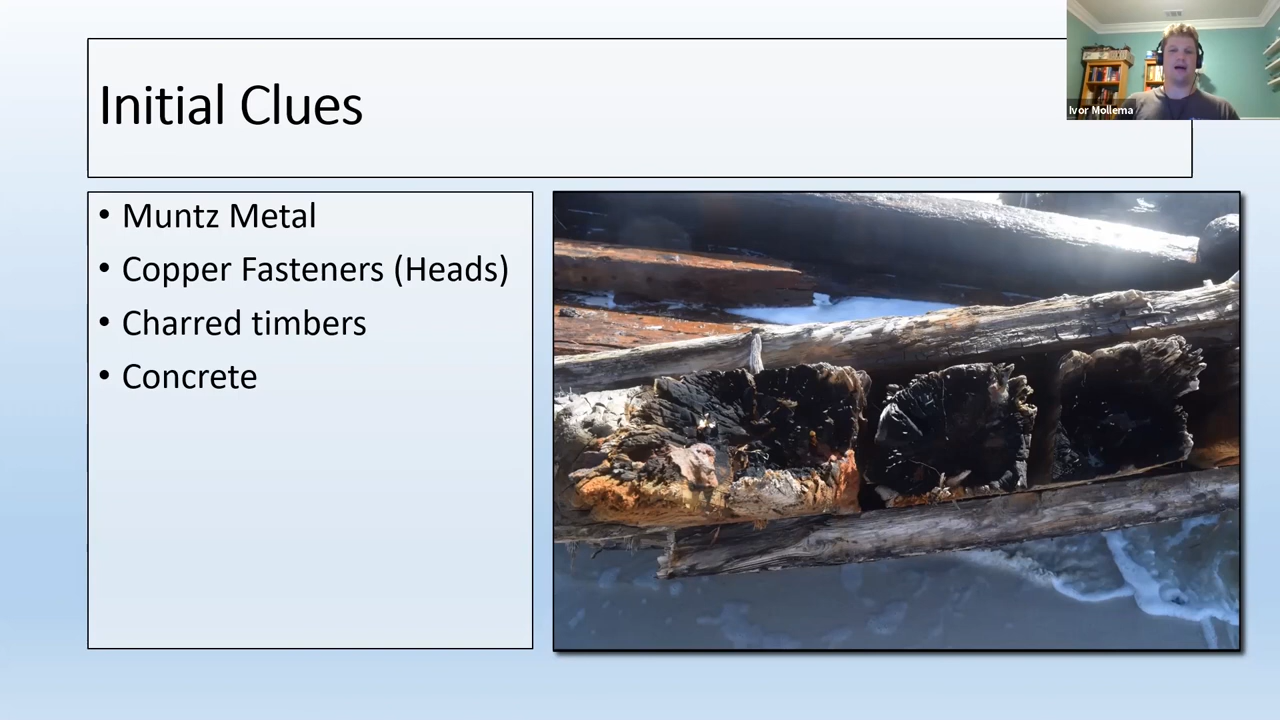 Initial Clues
Ivor Mollema
• Muntz Metal
• Copper Fasteners (Heads)
• Charred timbers
• Concrete